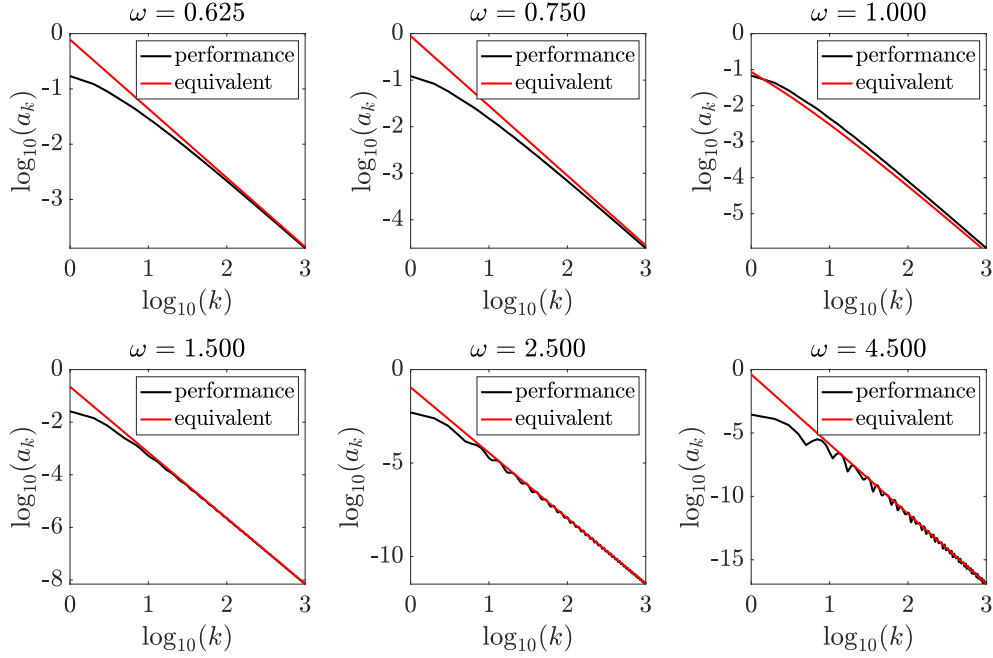 ω = 0.625
0
-1
-2
-3
0 1 2 3
log10(k)
log10(ak)
performance
equivalent
ω = 0.750
0
-1
-2
-3
-4
0 1 2 3
log10(k)
log10(ak)
performance
equivalent
ω = 1.000
0
-1
-2
-3
-4
-5
0 1 2 3
log10(k)
log10(ak)
performance
equivalent
ω = 1.500
0
-2
-4
-6
-8
0 1 2 3
log10(k)
log10(ak)
performance
equivalent
ω = 2.500
0
-5
-10
0 1 2 3
log10(k)
log10(ak)
performance
equivalent
ω = 4.500
0
-5
-10
-15
0 1 2 3
log10(k)
log10(ak)
performance
equivalent